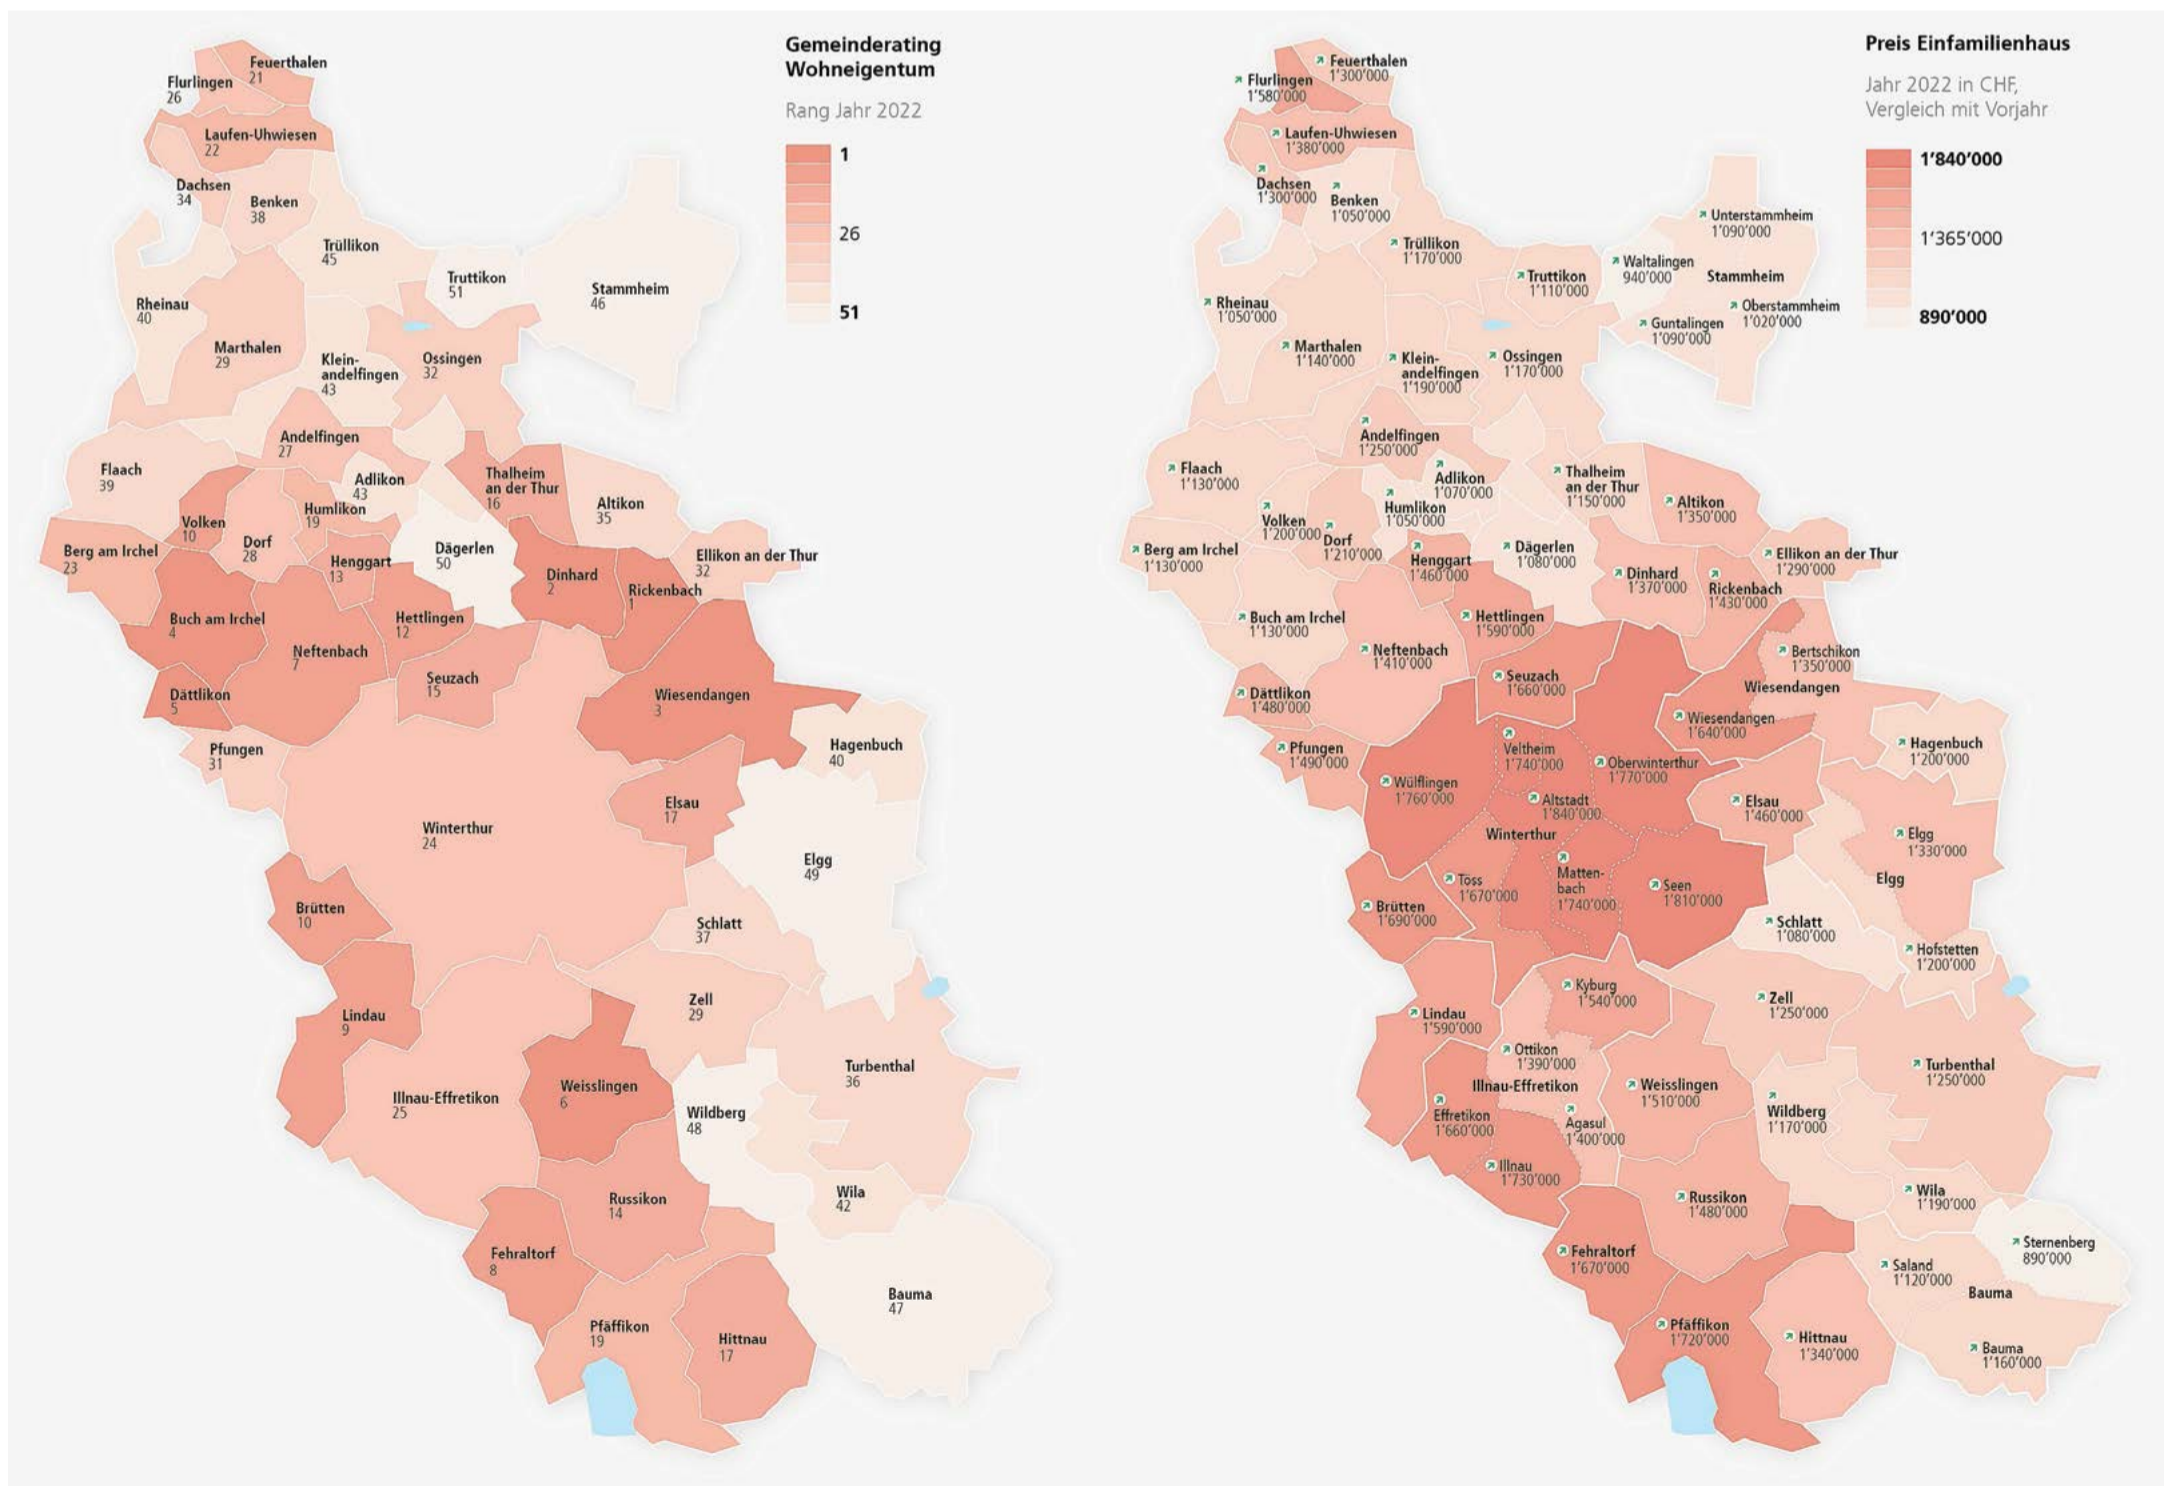 Gemeinderating
Wohneigentum
Rang Jahr 2022
1
26
51
Feuerthalen
21
Flurlingen
26
Laufen-Uhwiesen
22
Dachsen
34
Benken
38
Trüllikon
45
Truttikon
51
Stammheim
46
Rheinau
40
Marthalen
29
Klein-
andelfingen
43
Ossingen
32
Andelfingen
27
Flaach
39
Adlikon
43
Thalheim
an der Thur
16
Altikon
35
Humlikon
19
Volken
10
Dorf
28
Berg am Irchel
23
Henggart
13
Dägerlen
50
Ellikon an der Thur
32
Dinhard
2
Rickenbach
1
Buch am Irchel
4
Hettlingen
12
Neftenbach
7
Seuzach
15
Dättlikon
5
Wiesendangen
3
Pfungen
31
Hagenbuch
40
Elsau
17
Winterthur
24
Elgg
49
Brütten
10
Schlatt
37
Lindau
9
Zell
29
Turbenthal
36
Weisslingen
6
Illnau-Effretikon
25
Wildberg
48
Russikon
14
Wila
42
Fehraltorf
8
Bauma
47
Pfäffikon
19
Hittnau
17
Preis Einfamilienhaus
Jahr 2022 in CHF,
Vergleich mit Vorjahr
1’840’000
1’365’000
890’000
Feuerthalen
1’300’000
Flurlingen
1’580’000
Laufen-Uhwiesen
1’380’000
Dachsen
1’300’000
Benken
1’050’000
Unterstammheim
1’090’000
Trüllikon
1’170’000
Waltalingen
940’000
Stammheim
Truttikon
1’110’000
Oberstammheim
1’020’000
Guntalingen
1’090’000
Rheinau
1’050’000
Marthalen
1’140’000
Klein-
andelfingen
1’190’000
Ossingen
1’170’000
Andelfingen
1’250’000
Flaach
1’130’000
Adlikon
1’070’000
Thalheim
an der Thur
1’150’000
Altikon
1’350’000
Humlikon
1’050’000
Volken
1’200’000
Dorf
1’210’000
Berg am Irchel
1’130’000
Henggart
1’460’000
Dägerlen
1’080’000
Ellikon an der Thur
1’290’000
Dinhard
1’370’000
Rickenbach
1’430’000
Buch am Irchel
1’130’000
Hettlingen
1’590’000
Neftenbach
1’410’000
Bertschikon
1’350’000
Seuzach
1’660’000
Wiesendangen
Dättlikon
1’480’000
Wiesendangen
1’640’000
Pfungen
1’490’000
Veltheim
1’740’000
Oberwinterthur
1’770’000
Hagenbuch
1’200’000
Wülflingen
1’760’000
Altstadt
1’840’000
Elsau
1’460’000
Winterthur
Elgg
1’330’000
Töss
1’670’000
Matten-
bach
1’740’000
Seen
1’810’000
Elgg
Brütten
1’690’000
Schlatt
1’080’000
Hofstetten
1’200’000
Kyburg
1’540’000
Zell
1’250’000
Lindau
1’590’000
Ottikon
1’390’000
Turbenthal
1’250’000
Illnau-Effretikon
Weisslingen
1’510’000
Effretikon
1’660’000
Agasul
1’400’000
Wildberg
1’170’000
Illnau
1’730’000
Russikon
1’480’000
Wila
1’190’000
Sternenberg
890’000
Fehraltorf
1’670’000
Saland
1’120’000
Bauma
Pfäffikon
1’720’000
Hittnau
1’340’000
Bauma
1’160’000